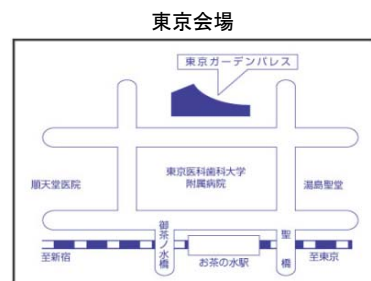 東京会場
東京ガーデンパレス
順天堂医院
東京医科歯科大学
附属病院
湯島聖堂
御茶ノ水橋
聖橋
至新宿
お茶の水駅
至東京